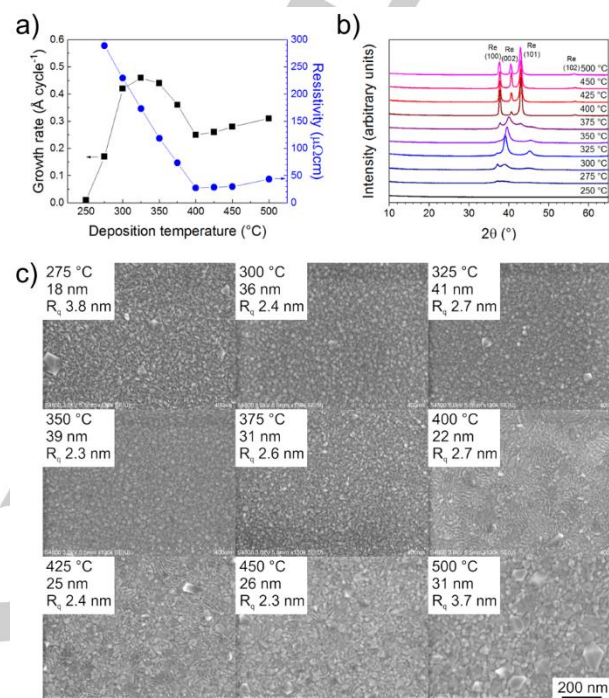 a)
0.6
0.5
0.4
0.3
0.2
0.1
0.0
Growth rate (Å cycle-1)
250
300
350
400
450
500
Deposition temperature (°C)
300
250
200
150
100
50
0
Resistivity (μΩcm)
b)
Intensity (arbitrary units)
Re
(100)
Re
(002)
Re
(101)
Re
(102)
500 °C
450 °C
425 °C
400 °C
375 °C
350 °C
325 °C
300 °C
275 °C
250 °C
10
20
30
40
50
60
2θ (°)
c)
275 °C
18 nm
Rq 3.8 nm
300 °C
36 nm
Rq 2.4 nm
325 °C
41 nm
Rq 2.7 nm
350 °C
39 nm
Rq 2.3 nm
375 °C
31 nm
Rq 2.6 nm
400 °C
22 nm
Rq 2.7 nm
425 °C
25 nm
Rq 2.4 nm
450 °C
26 nm
Rq 2.3 nm
500 °C
31 nm
Rq 3.7 nm
200 nm